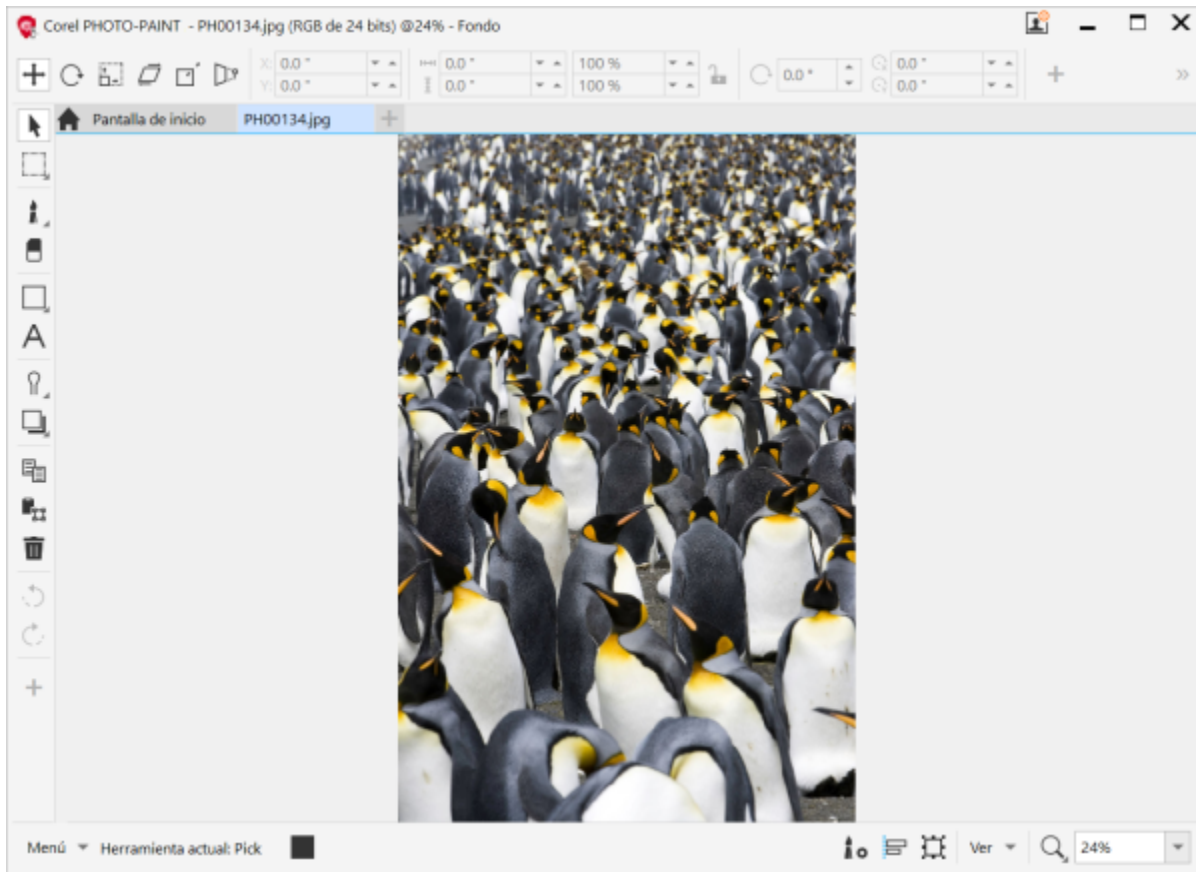 Corel PHOTO-PAINT - PH00134.jpg (RGB de 24 bits) @24% - Fondo
X: 0.0 " 0.0 " 100 % 0.0 " 0.0 "
Y: 0.0 " 0.0 " 100 % 0.0 "
Pantalla de inicio PH00134.jpg
A
Menú Herramienta actual: Pick Ver 24%